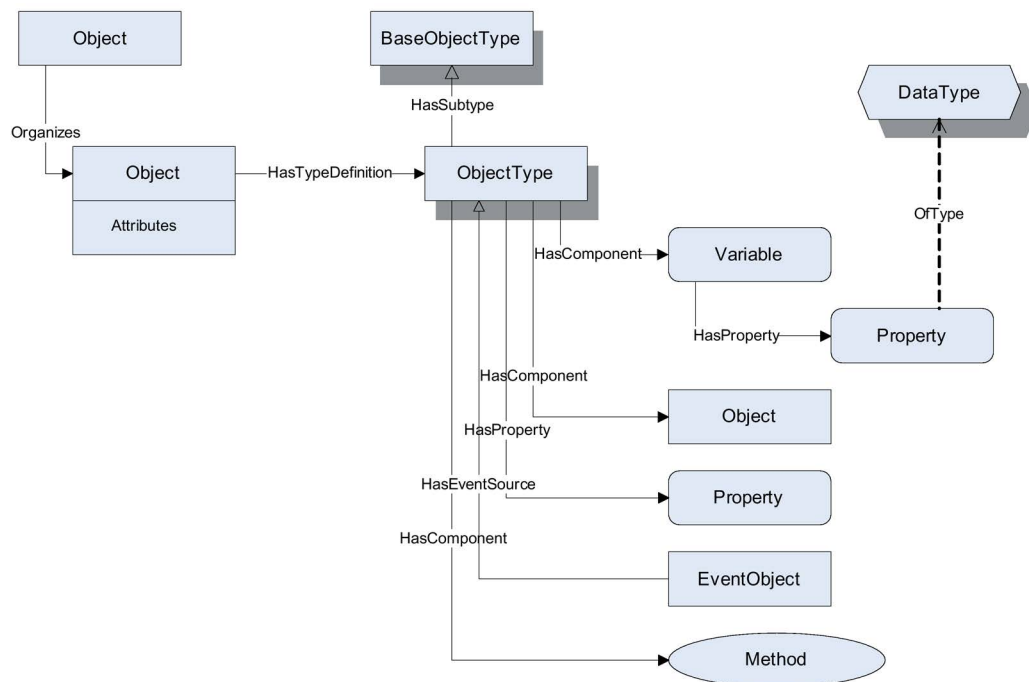 Object
BaseObjectType
DataType
HasSubtype
Organizes
Object
HasTypeDefinition
ObjectType
Attributes
OfType
HasComponent
Variable
HasProperty
Property
HasComponent
Object
HasProperty
HasEventSource
Property
HasComponent
EventObject
Method